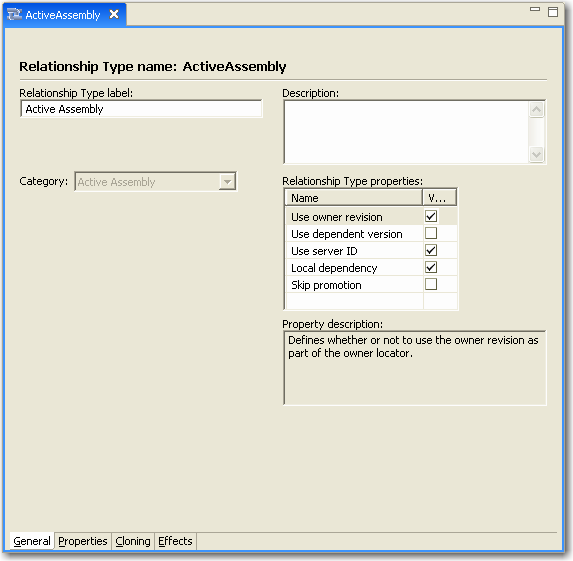 ActiveAssembly
Relationship Type name: ActiveAssembly
Relationship Type label:
Active Assembly
Description:
Category:
Active Assembly
Relationship Type properties:
Name V...
Use owner revision
Use dependent version
Use server ID
Local dependency
Skip promotion
Property description:
Defines whether or not to use the owner revision as
part of the owner locator.
General Properties Cloning Effects